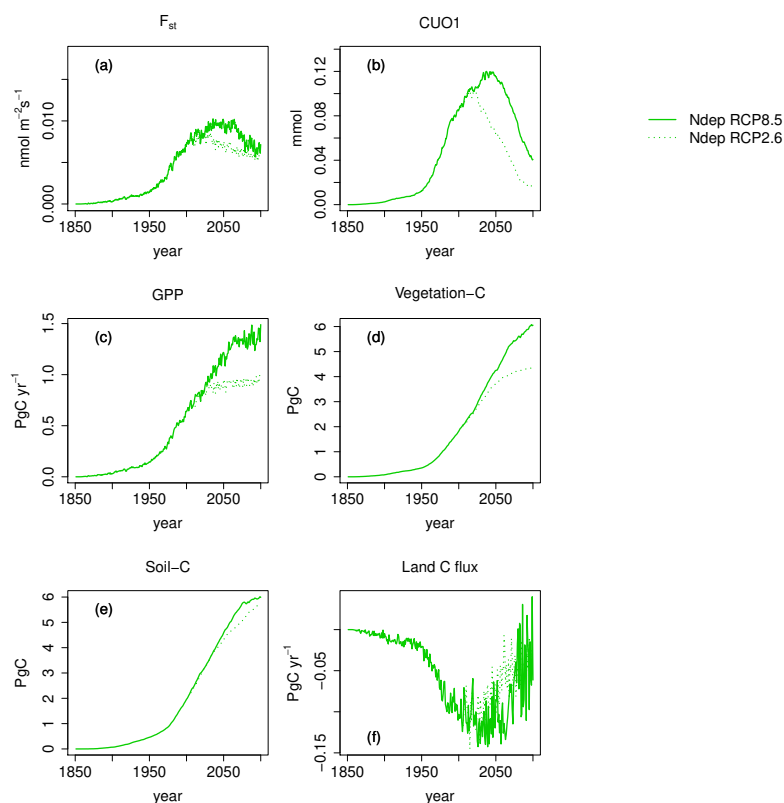 F_st
(a)
nmol m⁻²s⁻¹
0.000
0.010
1850
1950
2050
year
CUO1
(b)
mmol
0.00
0.04
0.08
0.12
1850
1950
2050
year
Ndep RCP8.5
Ndep RCP2.6
GPP
(c)
PgC yr⁻¹
0.0
0.5
1.0
1.5
1850
1950
2050
year
Vegetation−C
(d)
PgC
0
1
2
3
4
5
6
1850
1950
2050
year
Soil−C
(e)
PgC
0
1
2
3
4
5
6
1850
1950
2050
year
Land C flux
(f)
PgC yr⁻¹
−0.15
−0.05
1850
1950
2050
year